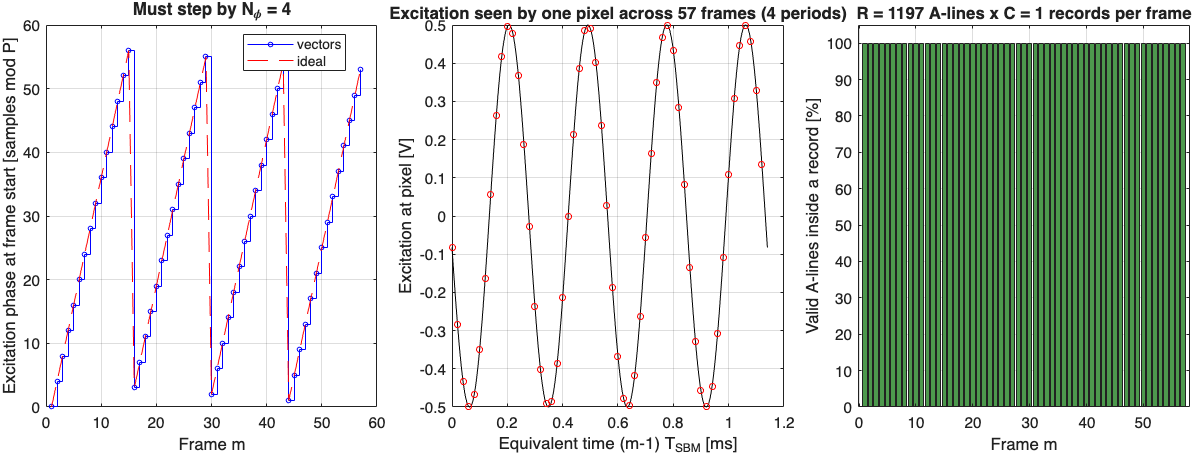 Must step by N_ϕ = 4
Excitation phase at frame start [samples mod P]
60
50
40
30
20
10
0
vectors
ideal
0 10 20 30 40 50 60
Frame m
Excitation seen by one pixel across 57 frames (4 periods)
Excitation at pixel [V]
0.5
0.4
0.3
0.2
0.1
0
-0.1
-0.2
-0.3
-0.4
-0.5
0 0.2 0.4 0.6 0.8 1 1.2
Equivalent time (m-1) T_SBM [ms]
R = 1197 A-lines x C = 1 records per frame
Valid A-lines inside a record [%]
100
90
80
70
60
50
40
30
20
10
0
0 10 20 30 40 50
Frame m